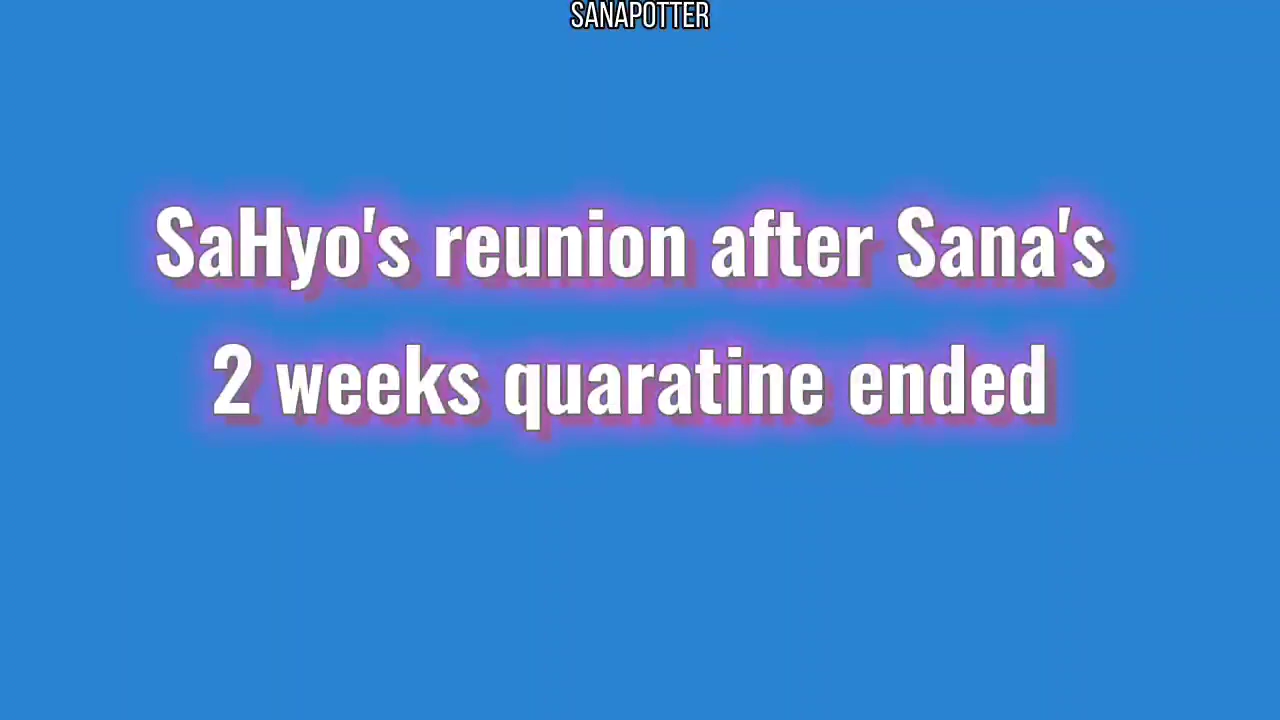 SANAPOTTER
SaHyo's reunion after Sana's
2 weeks quaratine ended